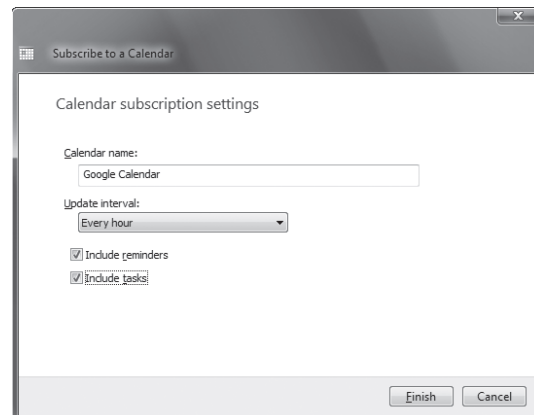 Subscribe to a Calendar
Calendar subscription settings
Calendar name:
Google Calendar
Update interval:
Every hour
Include reminders
Include tasks
Finish
Cancel